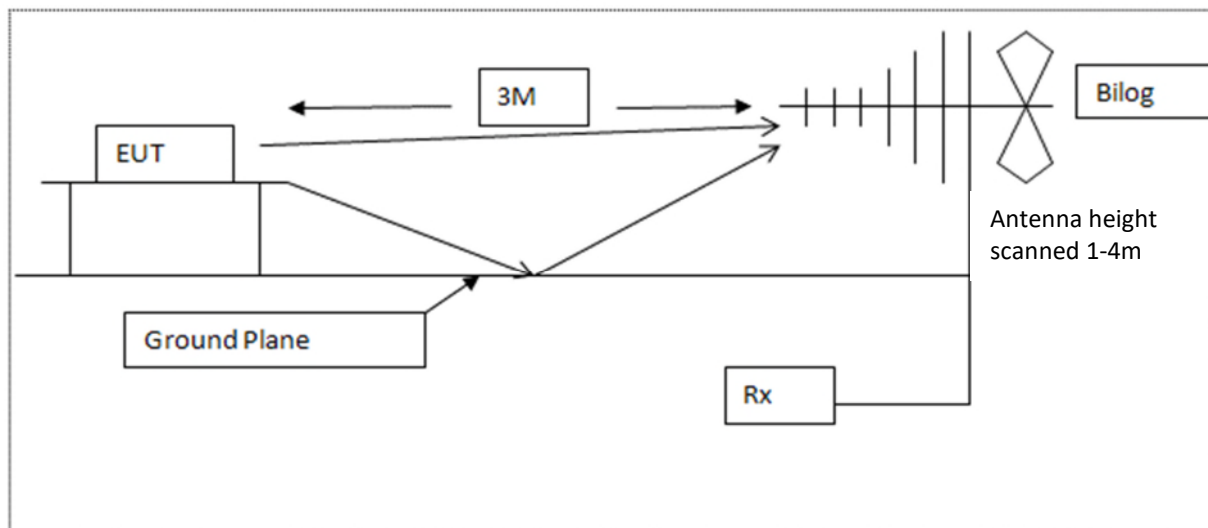 3M
Bilog
EUT
Antenna height
scanned 1-4m
Ground Plane
Rx